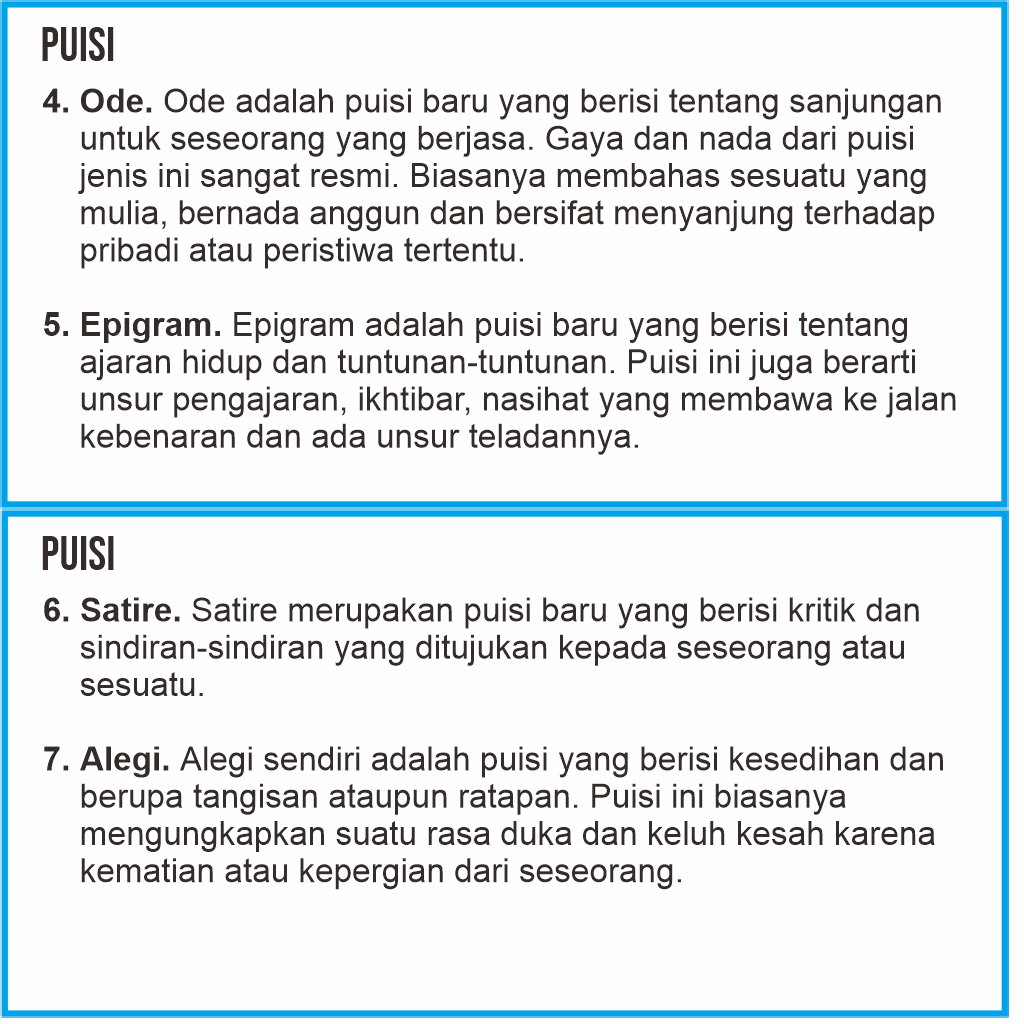 PUISI
4. Ode. Ode adalah puisi baru yang berisi tentang sanjungan
untuk seseorang yang berjasa. Gaya dan nada dari puisi
jenis ini sangat resmi. Biasanya membahas sesuatu yang
mulia, bernada anggun dan bersifat menyanjung terhadap
pribadi atau peristiwa tertentu.
5. Epigram. Epigram adalah puisi baru yang berisi tentang
ajaran hidup dan tuntunan-tuntunan. Puisi ini juga berarti
unsur pengajaran, ikhtibar, nasihat yang membawa ke jalan
kebenaran dan ada unsur teladannya.
PUISI
6. Satire. Satire merupakan puisi baru yang berisi kritik dan
sindiran-sindiran yang ditujukan kepada seseorang atau
sesuatu.
7. Alegi. Alegi sendiri adalah puisi yang berisi kesedihan dan
berupa tangisan ataupun ratapan. Puisi ini biasanya
mengungkapkan suatu rasa duka dan keluh kesah karena
kematian atau kepergian dari seseorang.